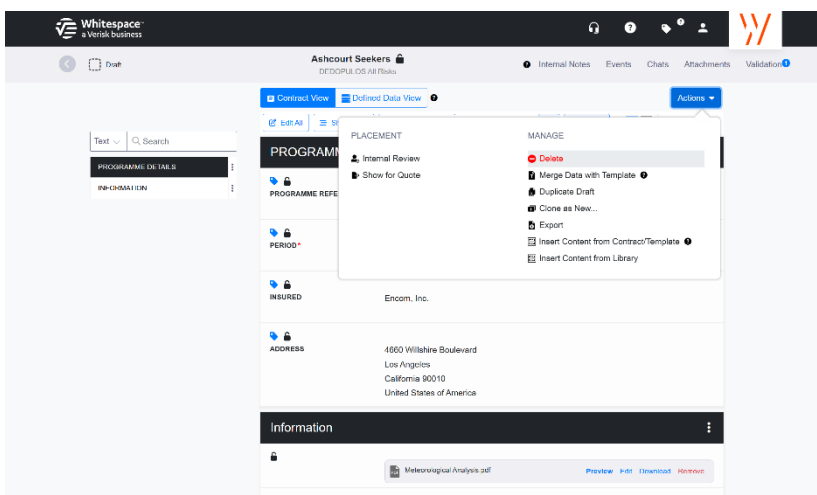 Whitespace™
a Verisk business
Draft
Ashcourt Seekers
DEDOPULOS All Risks
Internal Notes Events Chats Attachments Validation
Contract View Defined Data View
Actions
Edit All
Text Search
PROGRAMME DETAILS
INFORMATION
PLACEMENT
Internal Review
Show for Quote
MANAGE
Delete
Merge Data with Template
Duplicate Draft
Clone as New...
Export
Insert Content from Contract/Template
Insert Content from Library
PROGRAMM
PROGRAMME REFE
PERIOD*
INSURED Encom, Inc.
ADDRESS 4660 Willshire Boulevard
Los Angeles
California 90010
United States of America
Information
Meteorological Analysis.pdf Preview Edit Download Remove